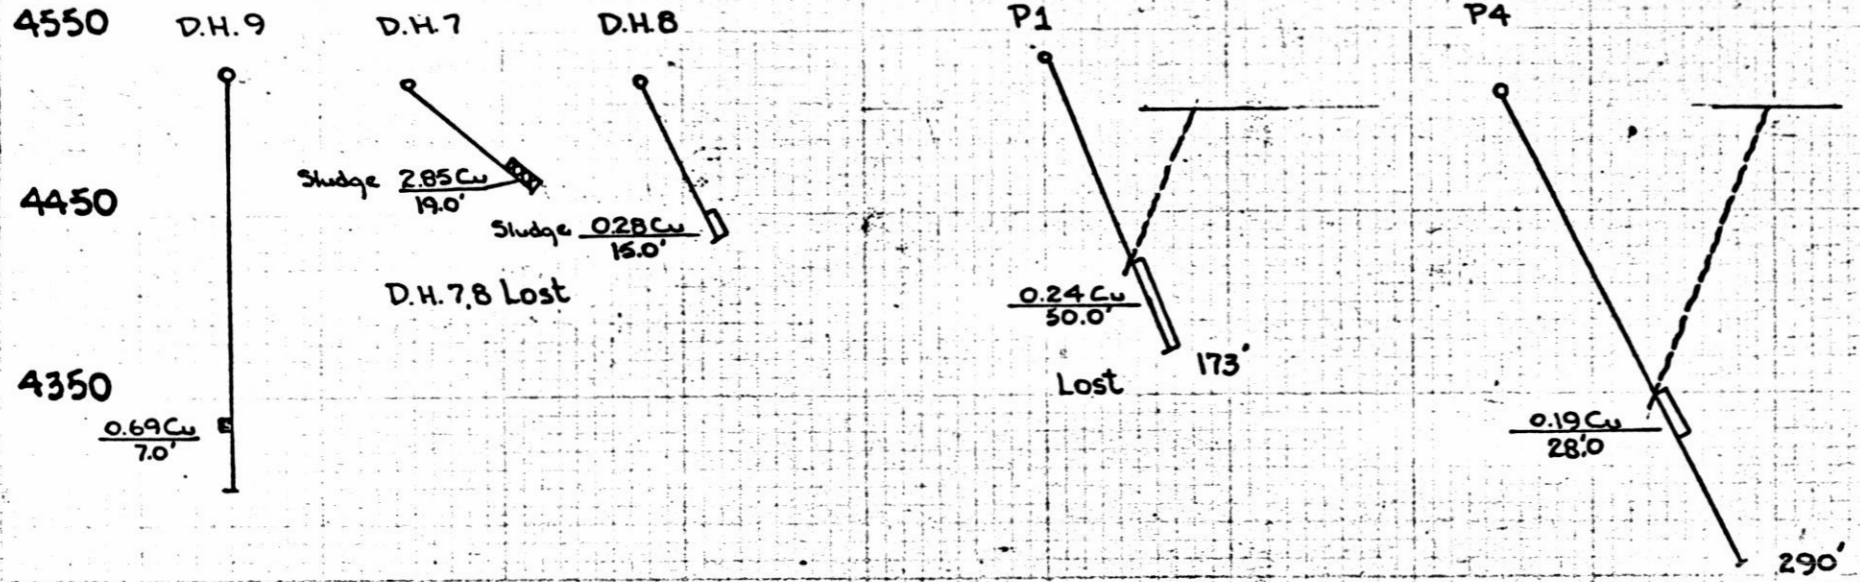 4550 D.H.9 D.H.7 D.H.8 P1 P4
Sludge 2.85 Cu
19.0'
4450
Sludge 0.28 Cu
15.0'
D.H.7,8 Lost
0.24 Cu
50.0'
173'
Lost
4350
0.69 Cu
7.0'
0.19 Cu
28.'0
290'